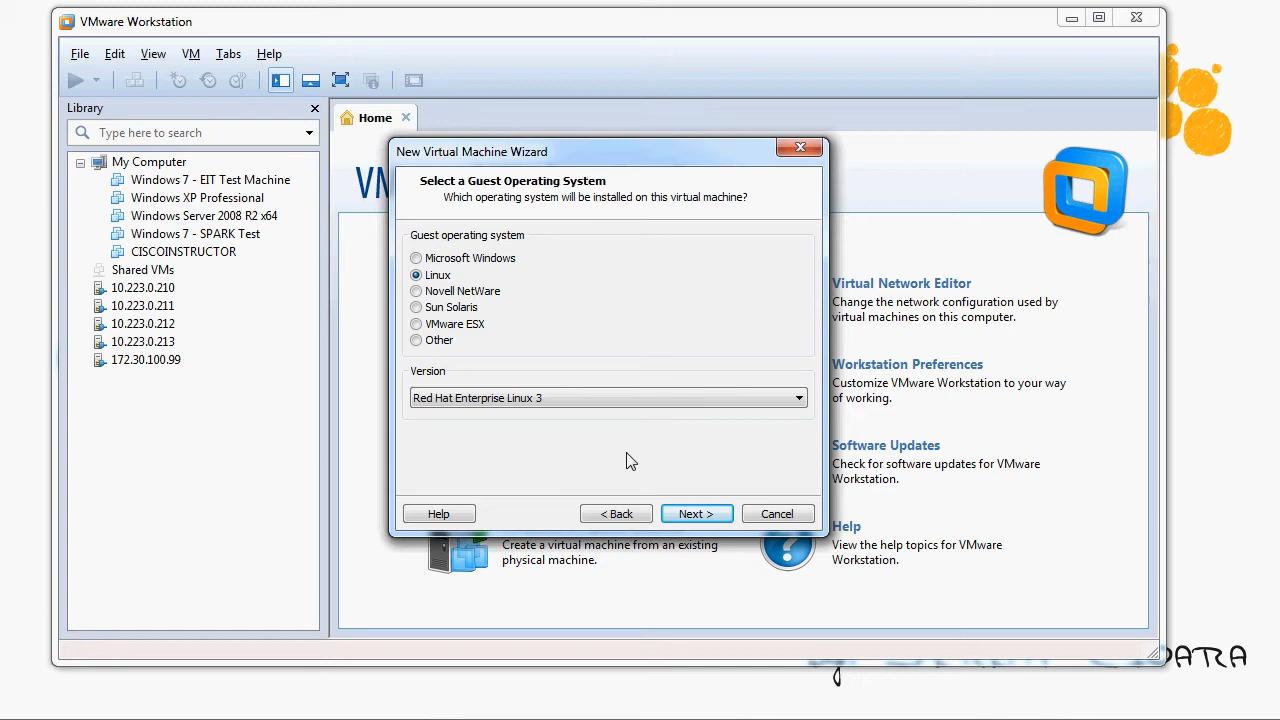 VMware Workstation
File Edit View VM Tabs Help
Library
Type here to search
My Computer
Windows 7 - EIT Test Machine
Windows XP Professional
Windows Server 2008 R2 x64
Windows 7 - SPARK Test
CISCOINSTRUCTOR
Shared VMs
10.223.0.210
10.223.0.211
10.223.0.212
10.223.0.213
172.30.100.99
Home
New Virtual Machine Wizard
Select a Guest Operating System
Which operating system will be installed on this virtual machine?
Guest operating system
Microsoft Windows
Linux
Novell NetWare
Sun Solaris
VMware ESX
Other
Version
Red Hat Enterprise Linux 3
Help
< Back
Next >
Cancel
Create a virtual machine from an existing
physical machine.
Virtual Network Editor
Change the network configuration used by
virtual machines on this computer.
Workstation Preferences
Customize VMware Workstation to your way
of working.
Software Updates
Check for software updates for VMware
Workstation.
Help
View the help topics for VMware
Workstation.